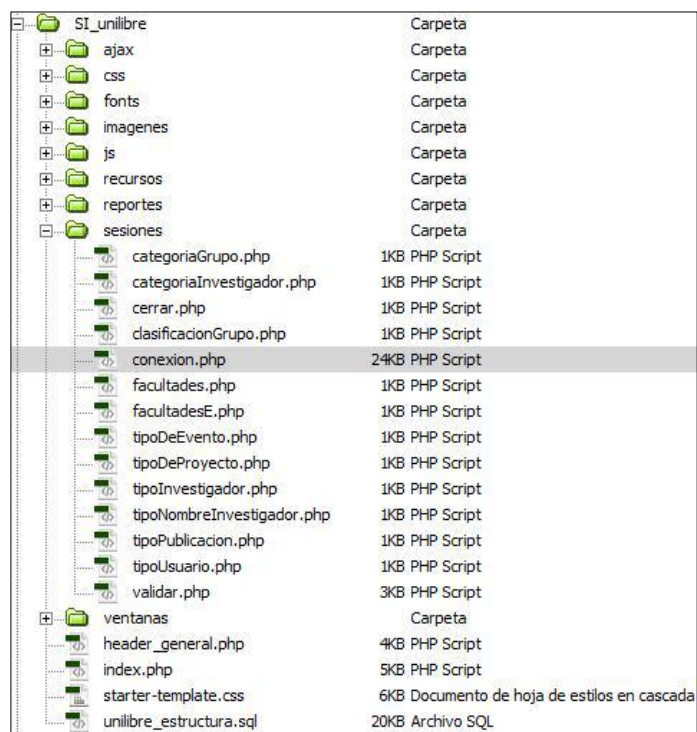 SI_unilibre Carpeta
ajax Carpeta
css Carpeta
fonts Carpeta
imagenes Carpeta
js Carpeta
recursos Carpeta
reportes Carpeta
sesiones Carpeta
categoriaGrupo.php 1KB PHP Script
categoriaInvestigador.php 1KB PHP Script
cerrar.php 1KB PHP Script
clasificacionGrupo.php 1KB PHP Script
conexion.php 24KB PHP Script
facultades.php 1KB PHP Script
facultadesE.php 1KB PHP Script
tipoDeEvento.php 1KB PHP Script
tipoDeProyecto.php 1KB PHP Script
tipoInvestigador.php 1KB PHP Script
tipoNombreInvestigador.php 1KB PHP Script
tipoPublicacion.php 1KB PHP Script
tipoUsuario.php 1KB PHP Script
validar.php 3KB PHP Script
ventanas Carpeta
header_general.php 4KB PHP Script
index.php 5KB PHP Script
starter-template.css 6KB Documento de hoja de estilos en cascada
unilibre_estructura.sql 20KB Archivo SQL